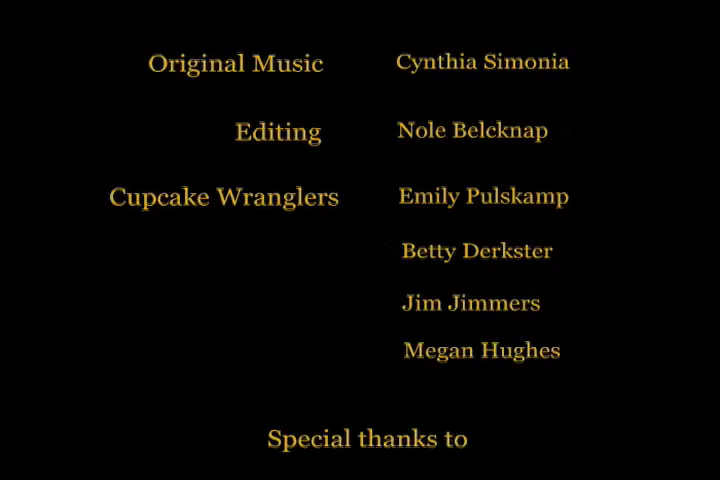 Original Music Cynthia Simonia
Editing Nole Belcknap
Cupcake Wranglers Emily Pulskamp
Betty Derkster
Jim Jimmers
Megan Hughes
Special thanks to